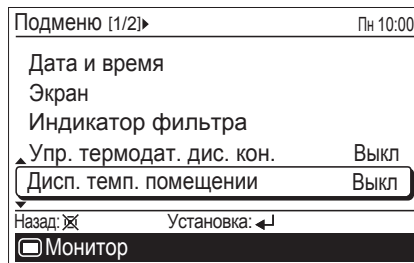 Подменю [1/2]▶ Пн 10:00
Дата и время
Экран
Индикатор фильтра
Упр. термодат. дис. кон. Выкл
Дисп. темп. помещении Выкл
Назад: Установка:
Монитор